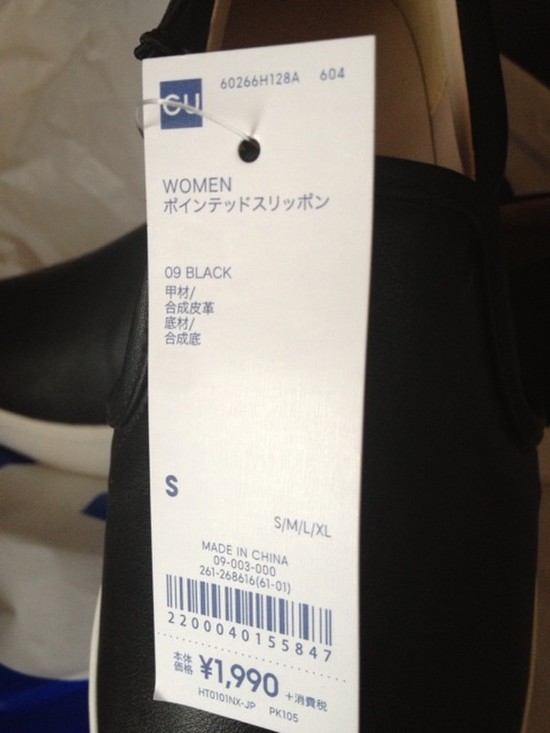 GU
60266H128A 604
WOMEN
ポインテッドスリッポン
09 BLACK
甲材/
合成皮革
底材/
合成底
S
S/M/L/XL
MADE IN CHINA
09-003-000
261-268616(61-01)
2200040155847
本体
価格 ¥1,990 +消費税
HT0101NX-JP PK105